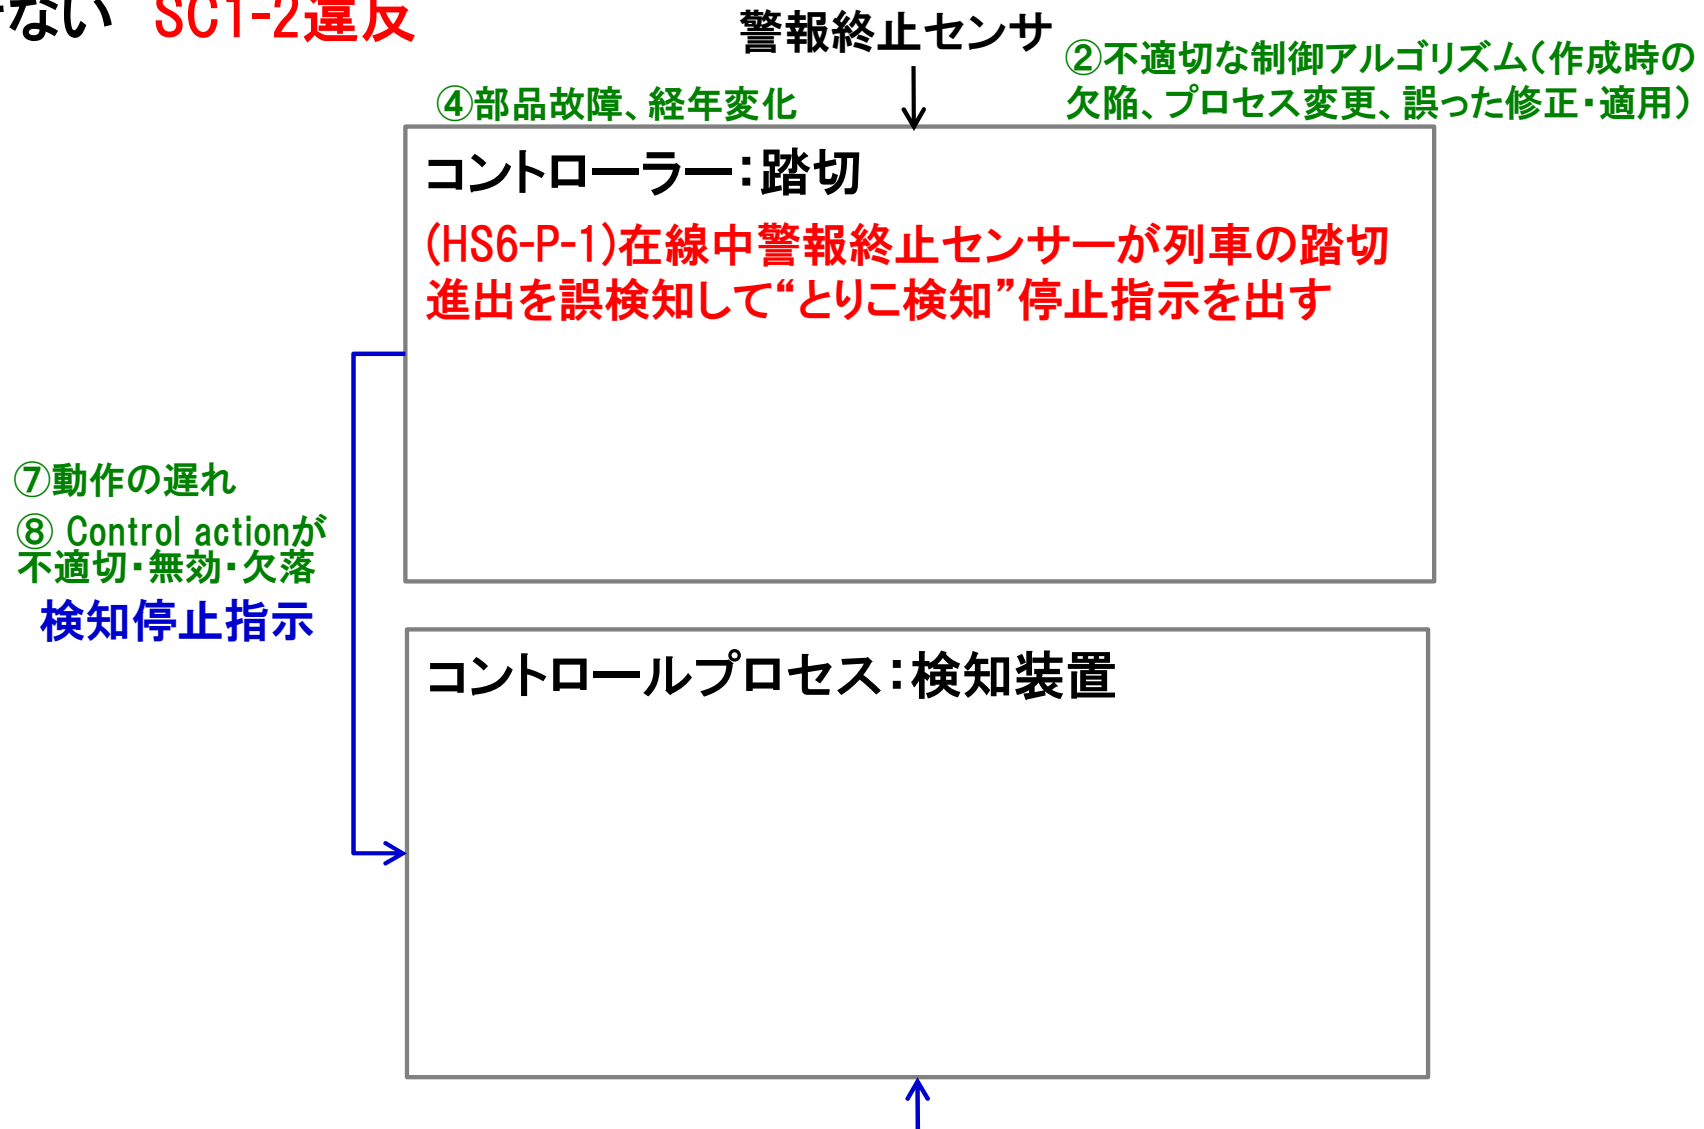 ない SC1-2違反
警報終止センサ
②不適切な制御アルゴリズム（作成時の
欠陥、プロセス変更、誤った修正・適用）
④部品故障、経年変化
コントローラー：踏切
(HS6-P-1)在線中警報終止センサーが列車の踏切
進出を誤検知して“とりこ検知”停止指示を出す
⑦動作の遅れ
⑧ Control actionが
不適切・無効・欠落
検知停止指示
コントロールプロセス：検知装置